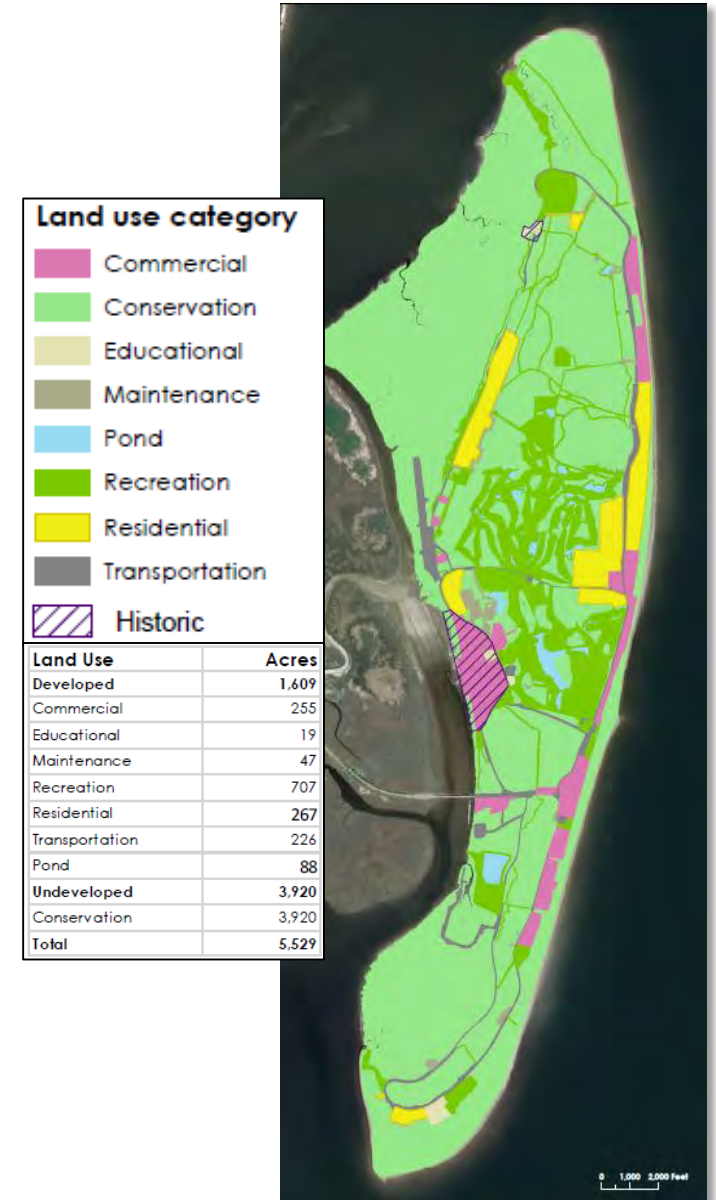 Land use category
Commercial
Conservation
Educational
Maintenance
Pond
Recreation
Residential
Transportation
Historic
Land Use Acres
Developed 1,609
Commercial 255
Educational 19
Maintenance 47
Recreation 707
Residential 267
Transportation 226
Pond 88
Undeveloped 3,920
Conservation 3,920
Total 5,529
0 1,000 2,000 Feet